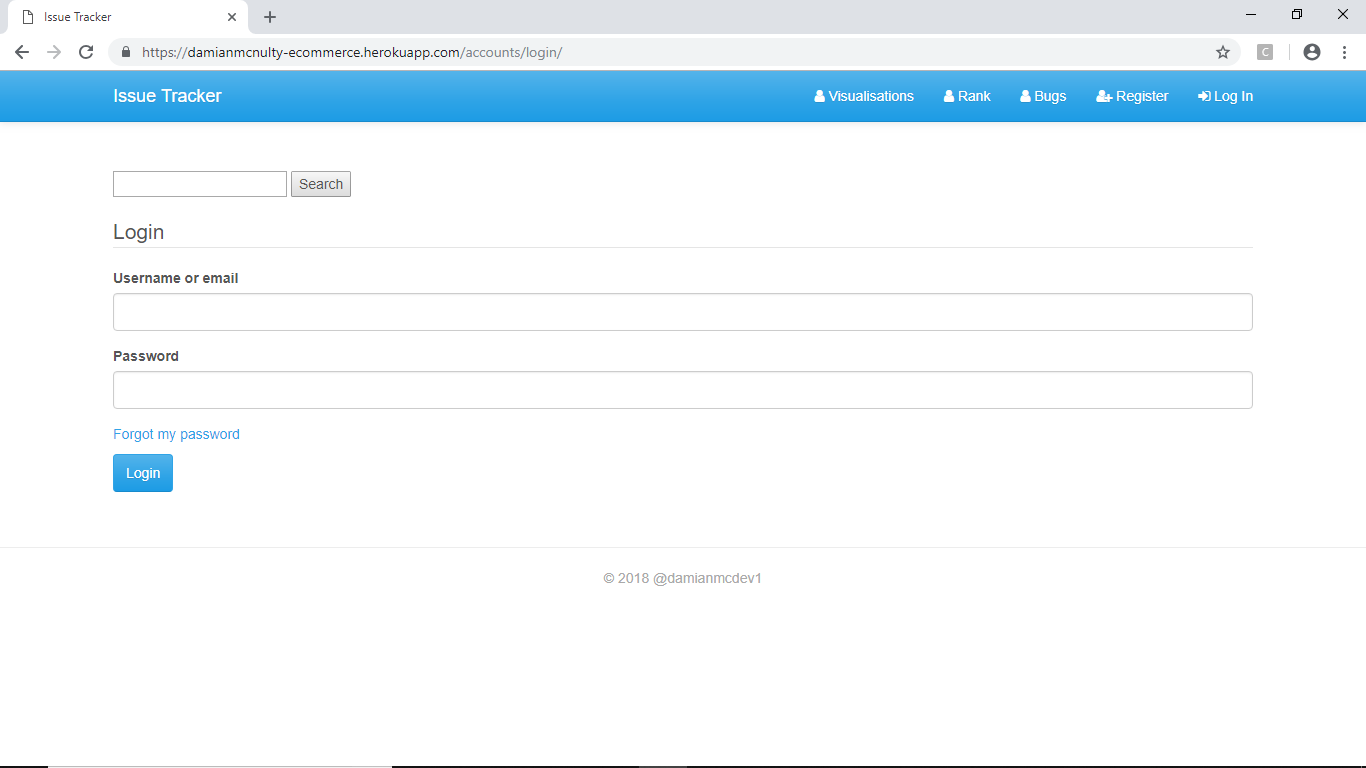 Issue Tracker
https://damianmcnulty-ecommerce.herokuapp.com/accounts/login/
C
Issue Tracker Visualisations Rank Bugs Register Log In
Search
Login
Username or email
Password
Forgot my password
Login
© 2018 @damianmcdev1